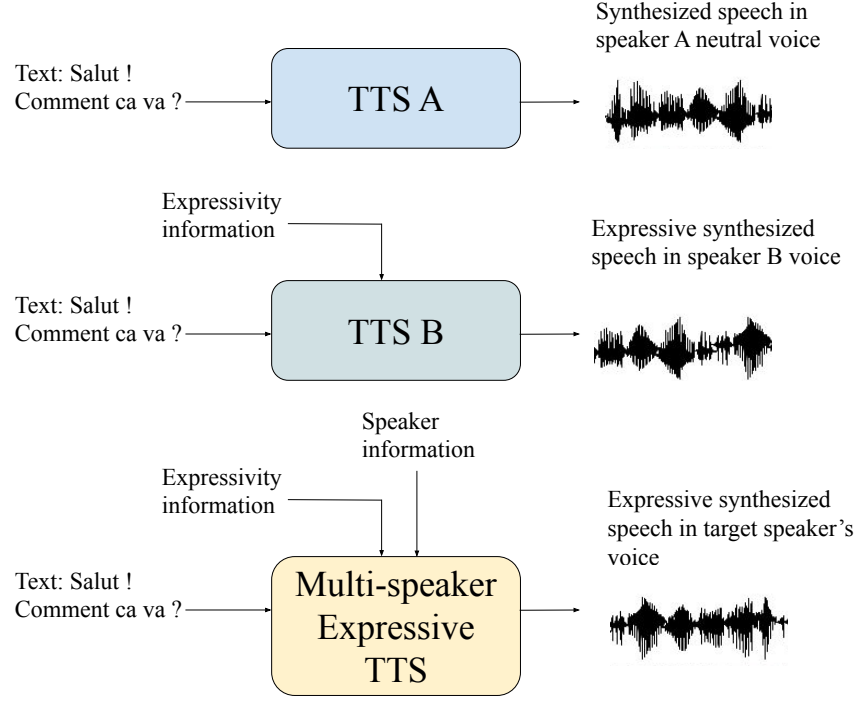 Synthesized speech in
speaker A neutral voice
Text: Salut !
Comment ca va ?
TTS A
Expressivity
information
Expressive synthesized
speech in speaker B voice
Text: Salut !
Comment ca va ?
TTS B
Speaker
information
Expressivity
information
Expressive synthesized
speech in target speaker's
voice
Text: Salut !
Comment ca va ?
Multi-speaker
Expressive
TTS